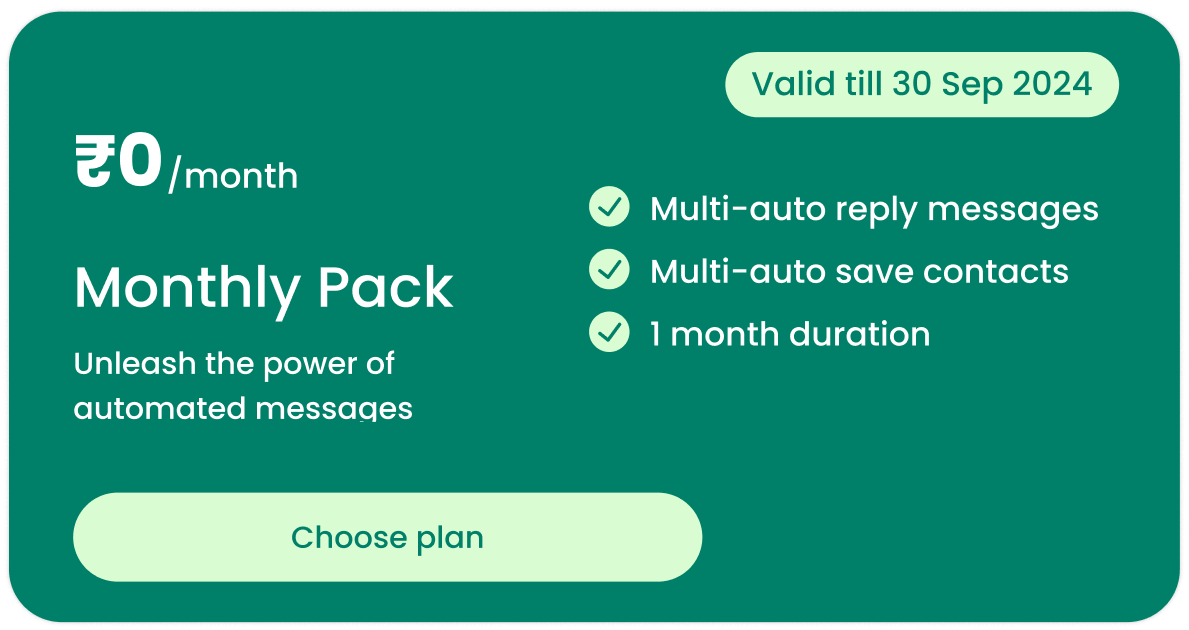 Valid till 30 Sep 2024
₹0/month
Monthly Pack
Unleash the power of
automated messages
Multi-auto reply messages
Multi-auto save contacts
1 month duration
Choose plan